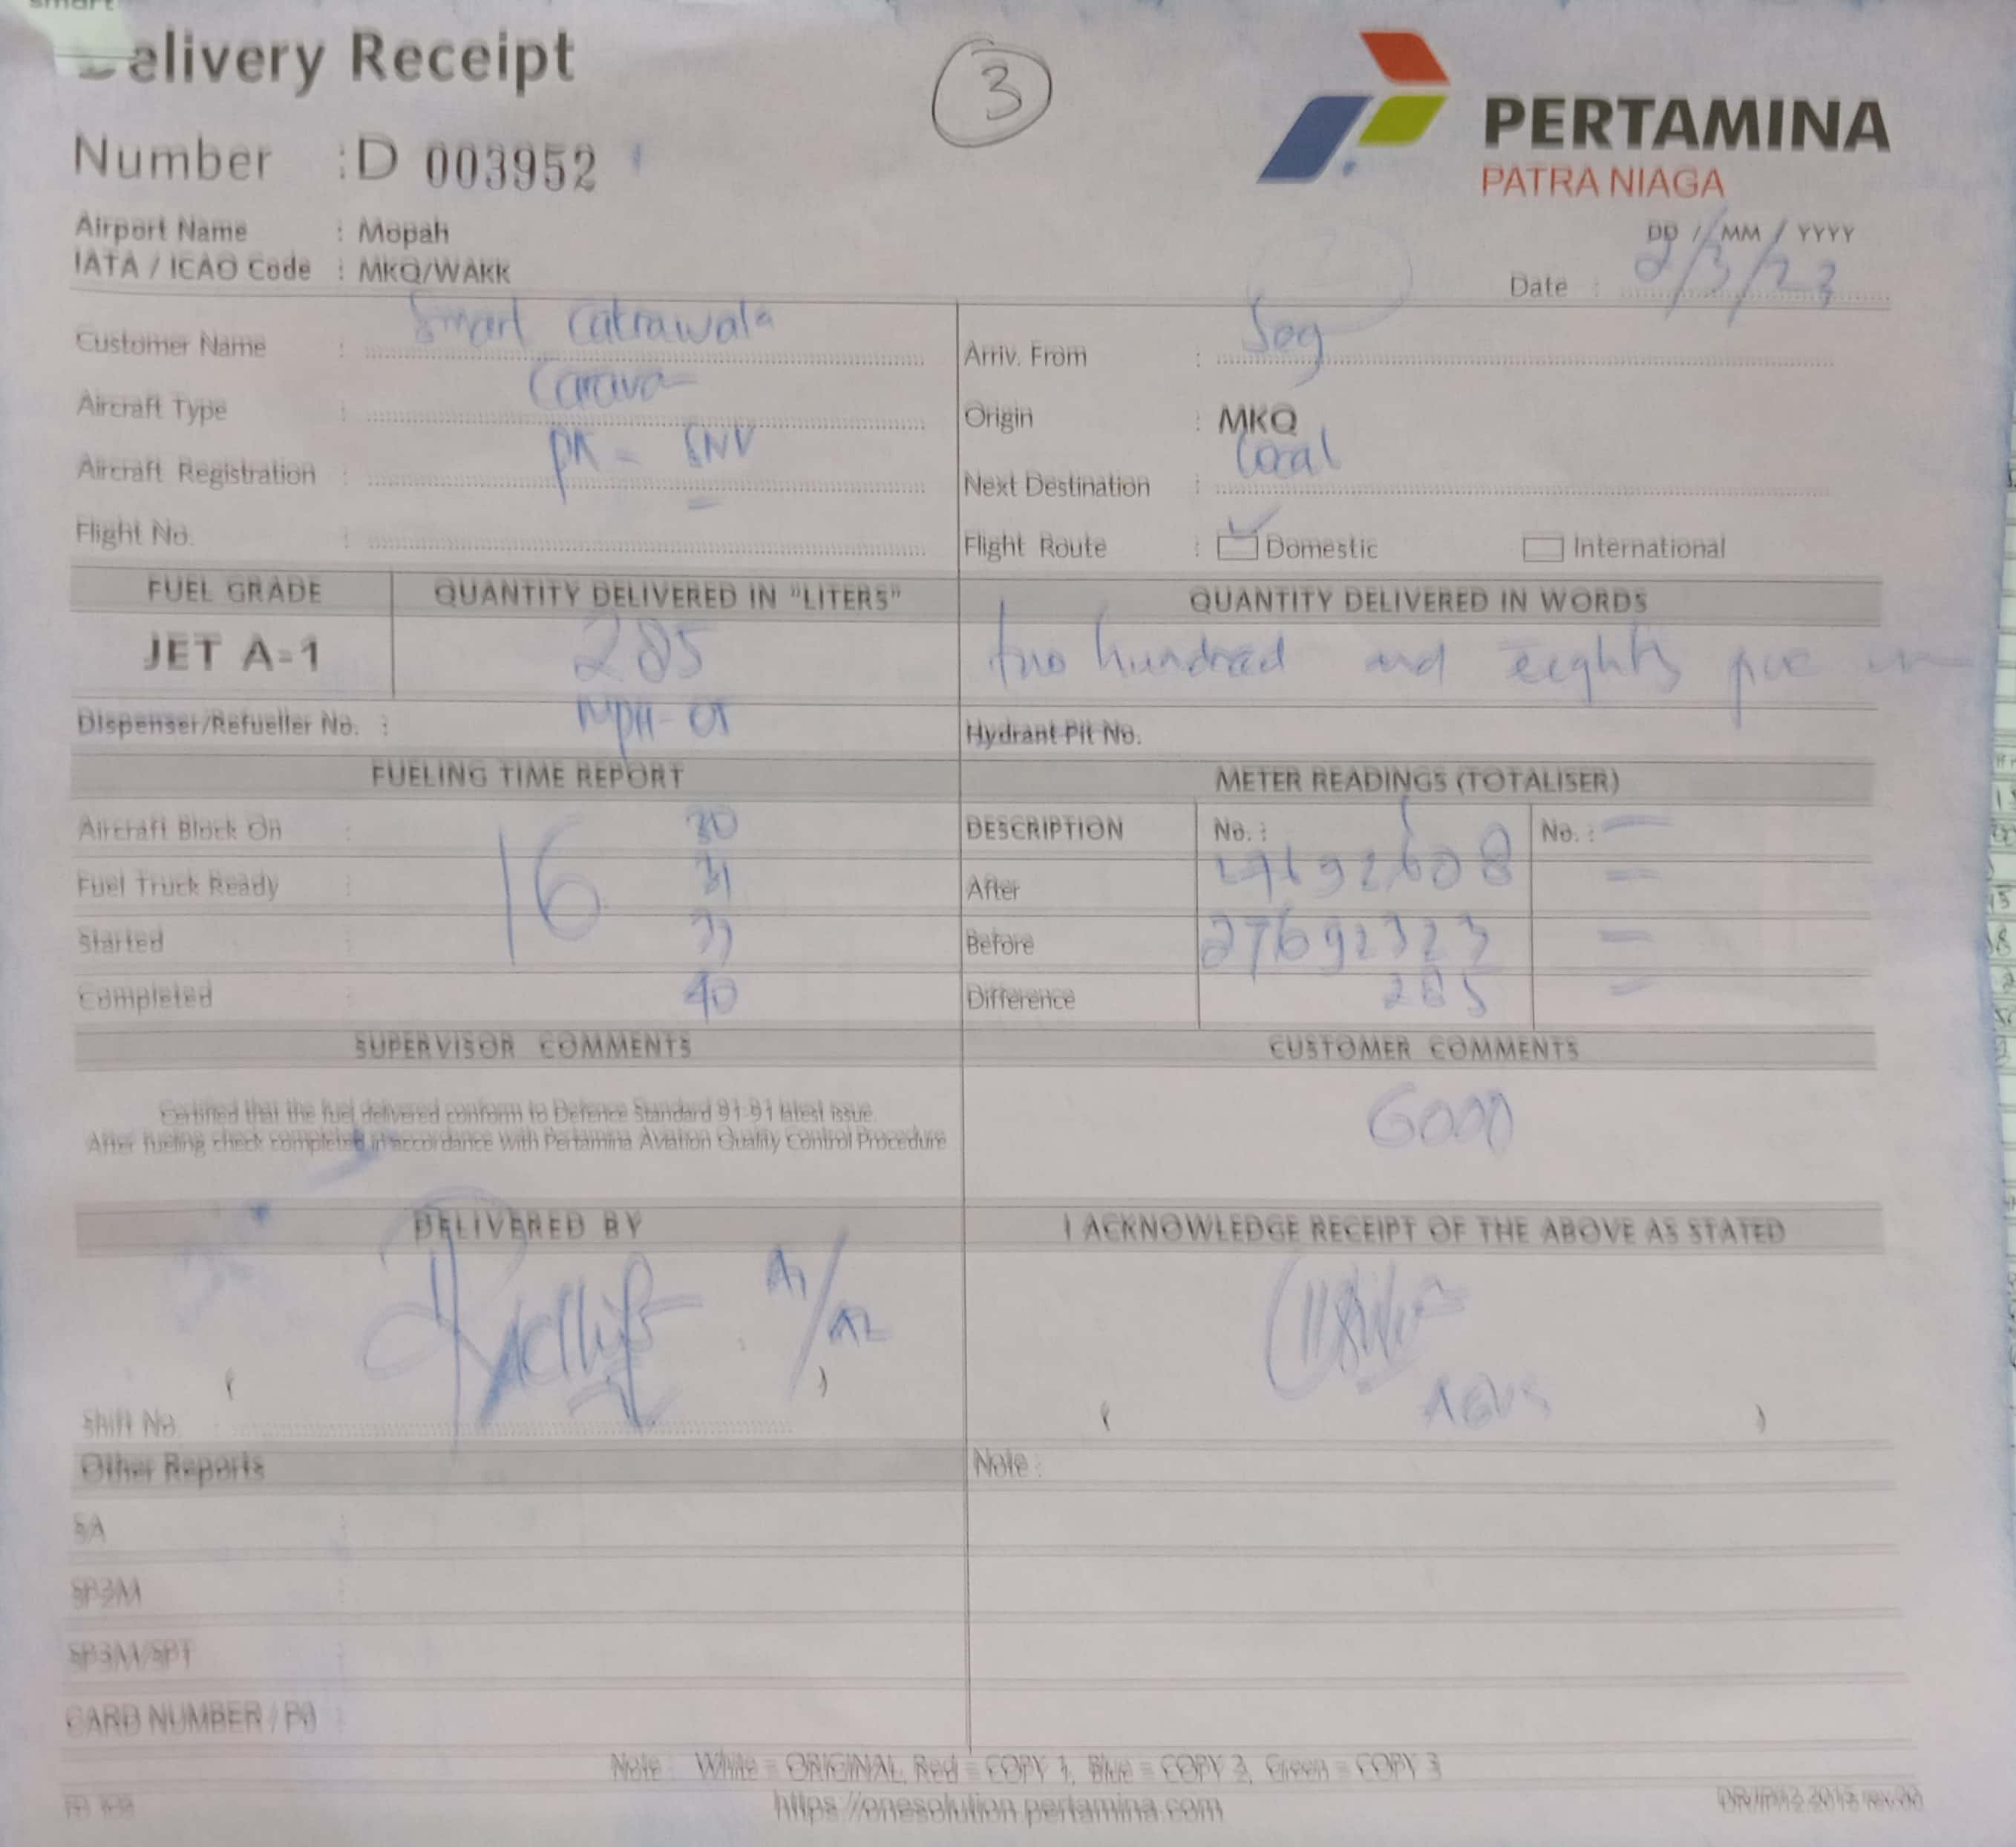 smart
Delivery Receipt
3
PERTAMINA
PATRA NIAGA
Number : D 003952
Airport Name : Mopah
IATA / ICAO Code : MKQ/WAKK
DD / MM / YYYY
Date : 2/3/23
Customer Name : Smart Catrawala
Arriv. From :
Aircraft Type : Carava
Origin : MKQ
Aircraft Registration : PK - SNV
Next Destination : Local
Flight No. :
Flight Route : Domestic International
FUEL GRADE QUANTITY DELIVERED IN "LITERS" QUANTITY DELIVERED IN WORDS
JET A-1 285 two hundred and eighty five
Dispenser/Refueller No. : MPH-05
Hydrant Pit No.
FUELING TIME REPORT METER READINGS (TOTALISER)
Aircraft Block On : 16 30
DESCRIPTION No. : No. : -
Fuel Truck Ready : 31
After 27692608 =
Started : 33
Before 27692323 -
Completed : 40
Difference 285 -
SUPERVISOR COMMENTS CUSTOMER COMMENTS
Certified that the fuel delivered conform to Defence Standard 91-91 latest issue.
After fueling check completed in accordance with Pertamina Aviation Quality Control Procedure
GOOD
DELIVERED BY I ACKNOWLEDGE RECEIPT OF THE ABOVE AS STATED
A1/A2
( )
( AGUS )
Shift No :
Other Reports Note :
SA :
SP3M :
SP3M/SPT :
CARD NUMBER / PO :
Note : White = ORIGINAL, Red = COPY 1, Blue = COPY 2, Green = COPY 3
https://onesolution.pertamina.com